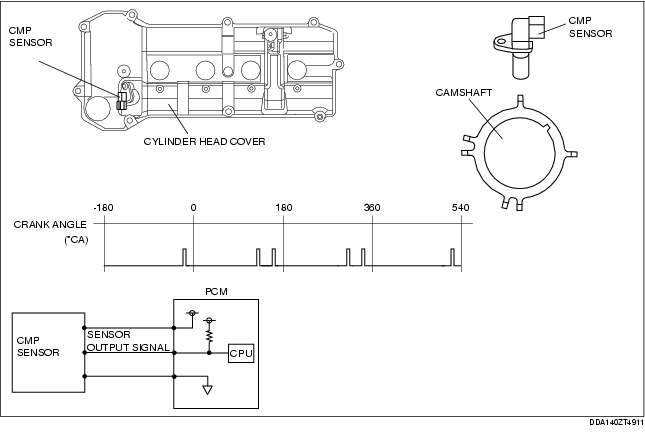 CMP
SENSOR
CMP
SENSOR
CAMSHAFT
CYLINDER HEAD COVER
-180 0 180 360 540
CRANK ANGLE
(˚CA)
PCM
CMP
SENSOR
SENSOR
OUTPUT SIGNAL
CPU
DDA140ZT4911